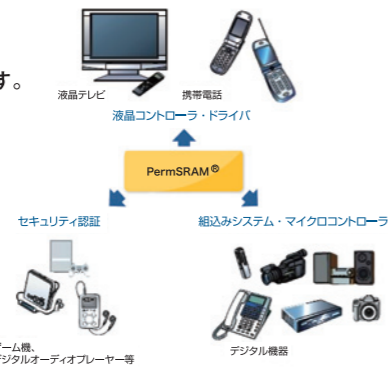 す。
液晶テレビ
携帯電話
液晶コントローラ・ドライバ
PermSRAM®
セキュリティ認証
組込みシステム・マイクロコントローラ
ゲーム機、
デジタルオーディオプレーヤー等
デジタル機器